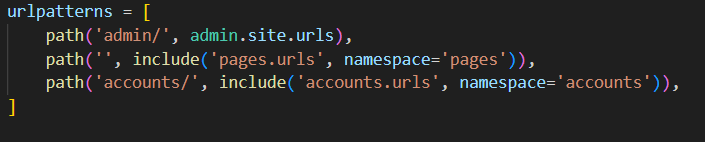 urlpatterns = [
    path('admin/', admin.site.urls),
    path('', include('pages.urls', namespace='pages')),
    path('accounts/', include('accounts.urls', namespace='accounts')),
]